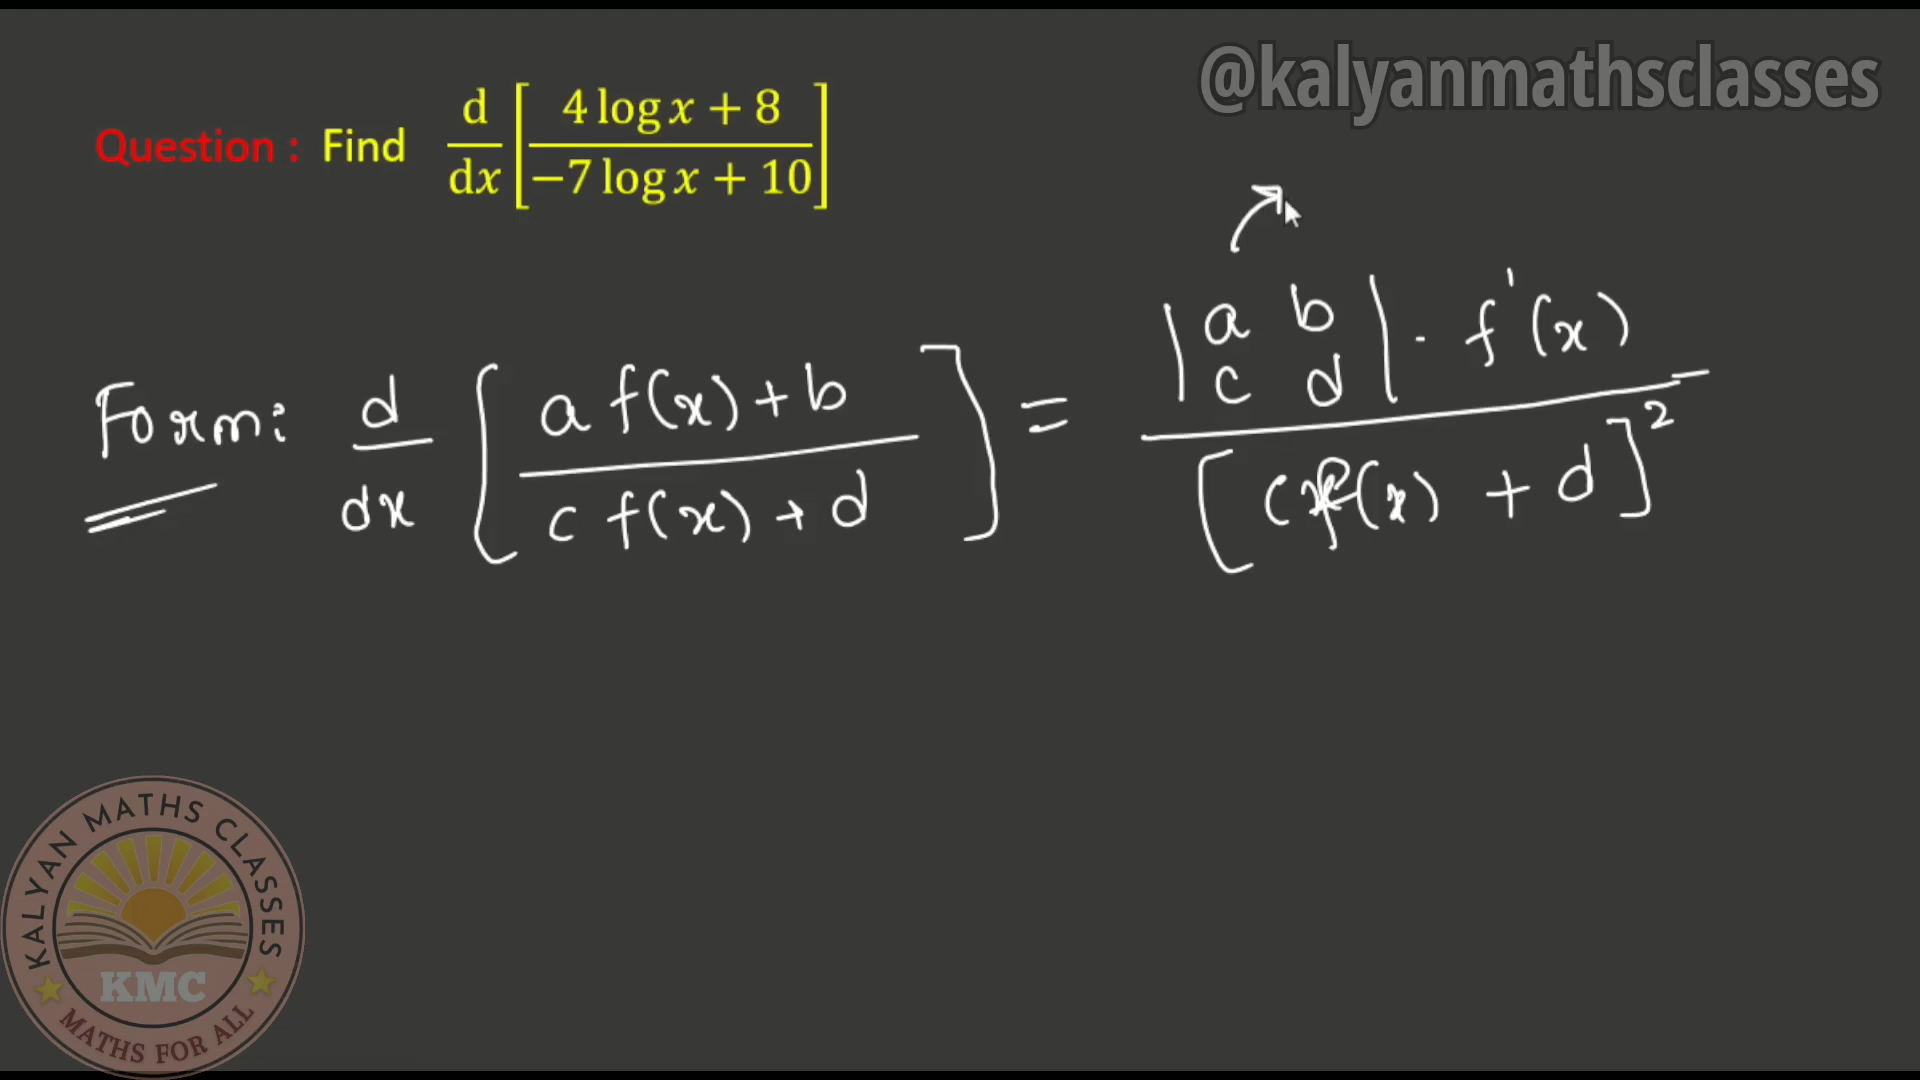 @kalyanmathsclasses
Question : Find d/dx [ (4 log x + 8) / (−7 log x + 10) ]
Form: d/dx [ (a f(x) + b) / (c f(x) + d) ] = |a b| |c d| · f'(x) / [c f(x) + d]²
KALYAN MATHS CLASSES
KMC
MATHS FOR ALL